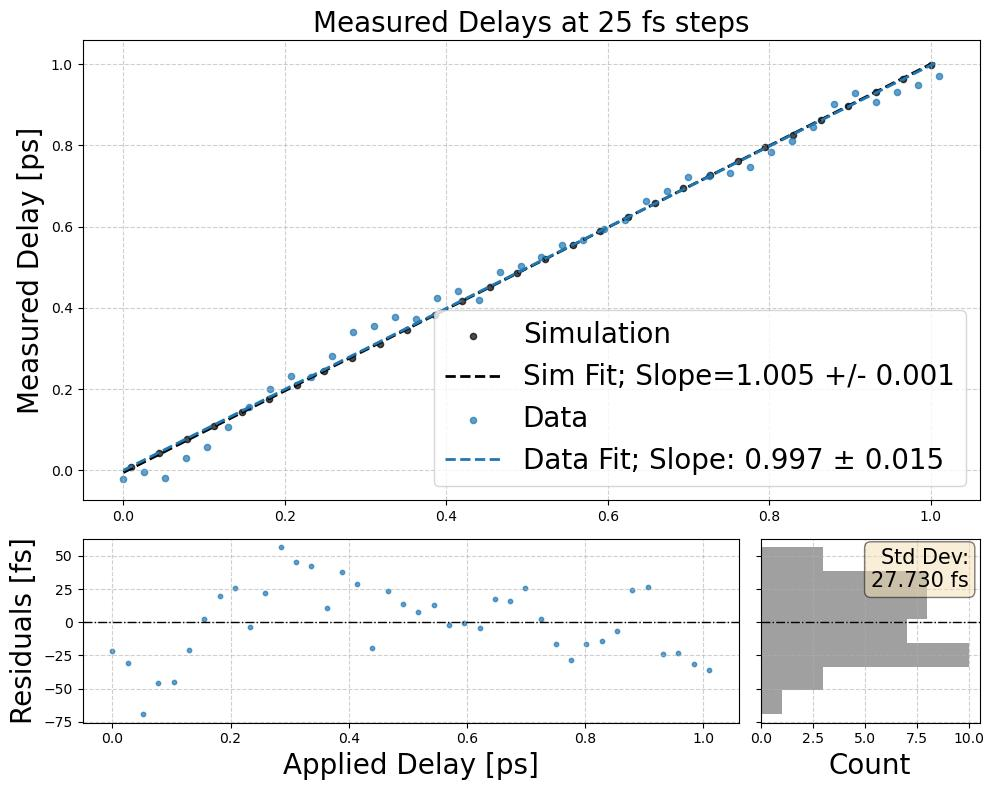 Measured Delays at 25 fs steps
Measured Delay [ps]
1.0
0.8
0.6
0.4
0.2
0.0
0.0 0.2 0.4 0.6 0.8 1.0
Simulation
Sim Fit; Slope=1.005 +/- 0.001
Data
Data Fit; Slope: 0.997 ± 0.015
Residuals [fs]
50
25
0
−25
−50
−75
0.0 0.2 0.4 0.6 0.8 1.0
Applied Delay [ps]
Std Dev:
27.730 fs
0.0 2.5 5.0 7.5 10.0
Count